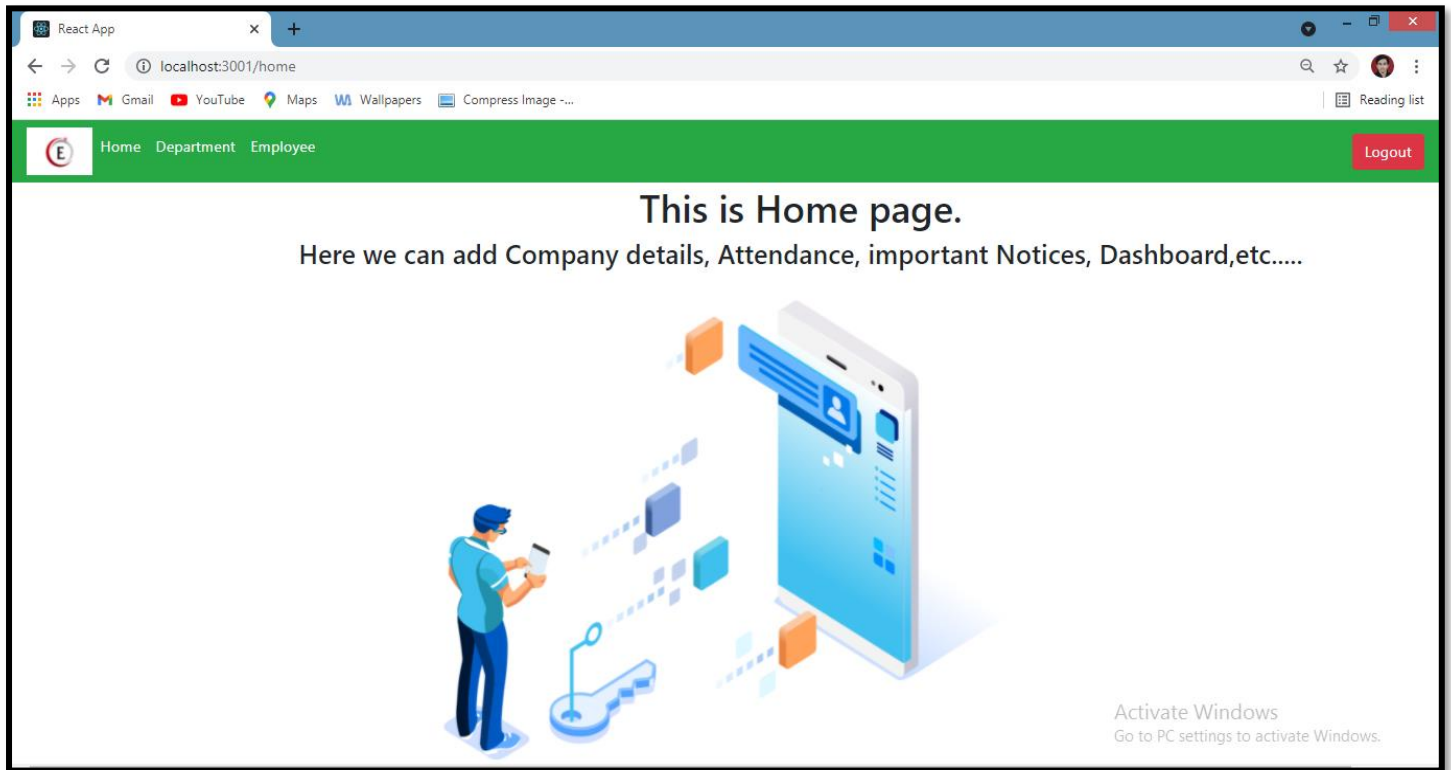 React App
localhost:3001/home
Apps Gmail YouTube Maps Wallpapers Compress Image -... Reading list
E Home Department Employee Logout
This is Home page.
Here we can add Company details, Attendance, important Notices, Dashboard,etc.....
Activate Windows
Go to PC settings to activate Windows.